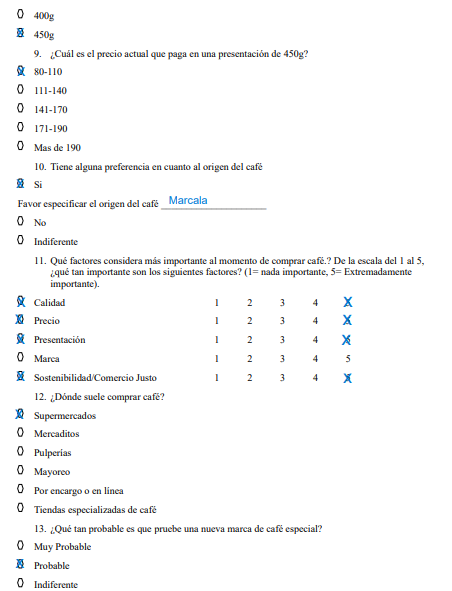 400g
450g
9. ¿Cuál es el precio actual que paga en una presentación de 450g?
80-110
111-140
141-170
171-190
Mas de 190
10. Tiene alguna preferencia en cuanto al origen del café
Si
Favor especificar el origen del café Marcala
No
Indiferente
11. Qué factores considera más importante al momento de comprar café.? De la escala del 1 al 5,
¿qué tan importante son los siguientes factores? (1= nada importante, 5= Extremadamente
importante).
Calidad 1 2 3 4 5
Precio 1 2 3 4 5
Presentación 1 2 3 4 5
Marca 1 2 3 4 5
Sostenibilidad/Comercio Justo 1 2 3 4 5
12. ¿Dónde suele comprar café?
Supermercados
Mercaditos
Pulperías
Mayoreo
Por encargo o en línea
Tiendas especializadas de café
13. ¿Qué tan probable es que pruebe una nueva marca de café especial?
Muy Probable
Probable
Indiferente